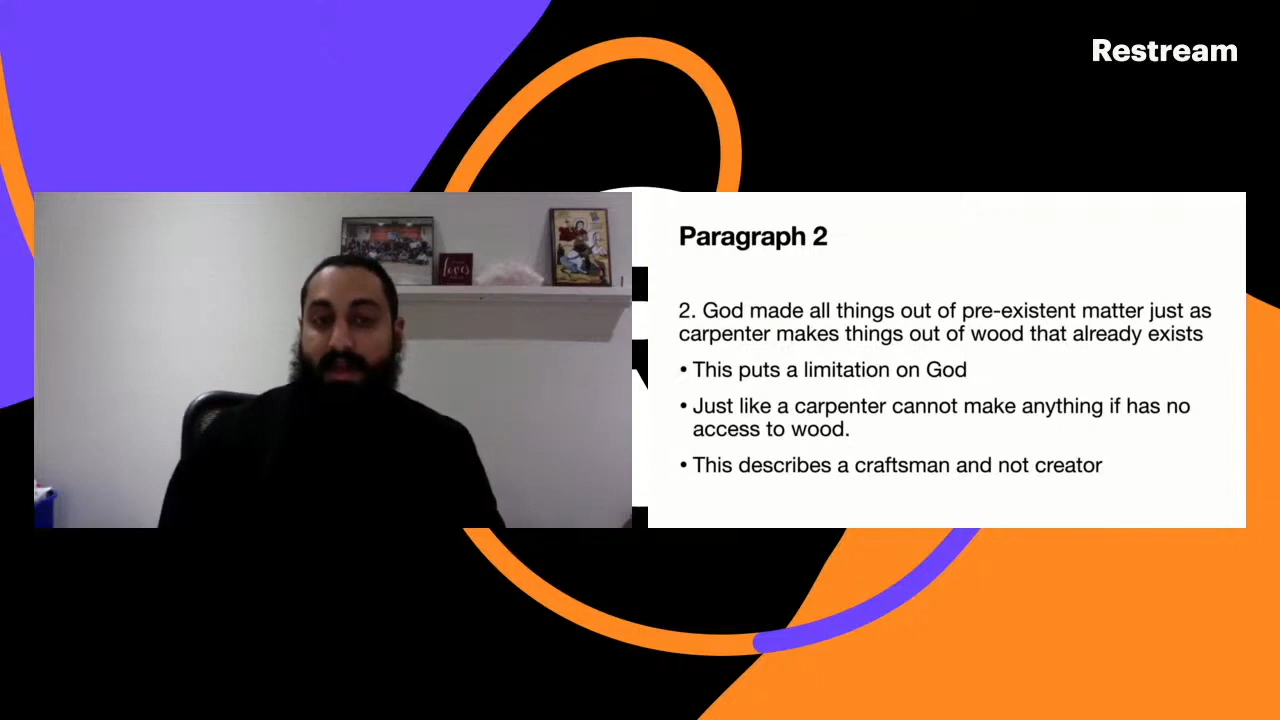 Restream
loves
Paragraph 2
2. God made all things out of pre-existent matter just as
carpenter makes things out of wood that already exists
• This puts a limitation on God
• Just like a carpenter cannot make anything if has no
access to wood.
• This describes a craftsman and not creator